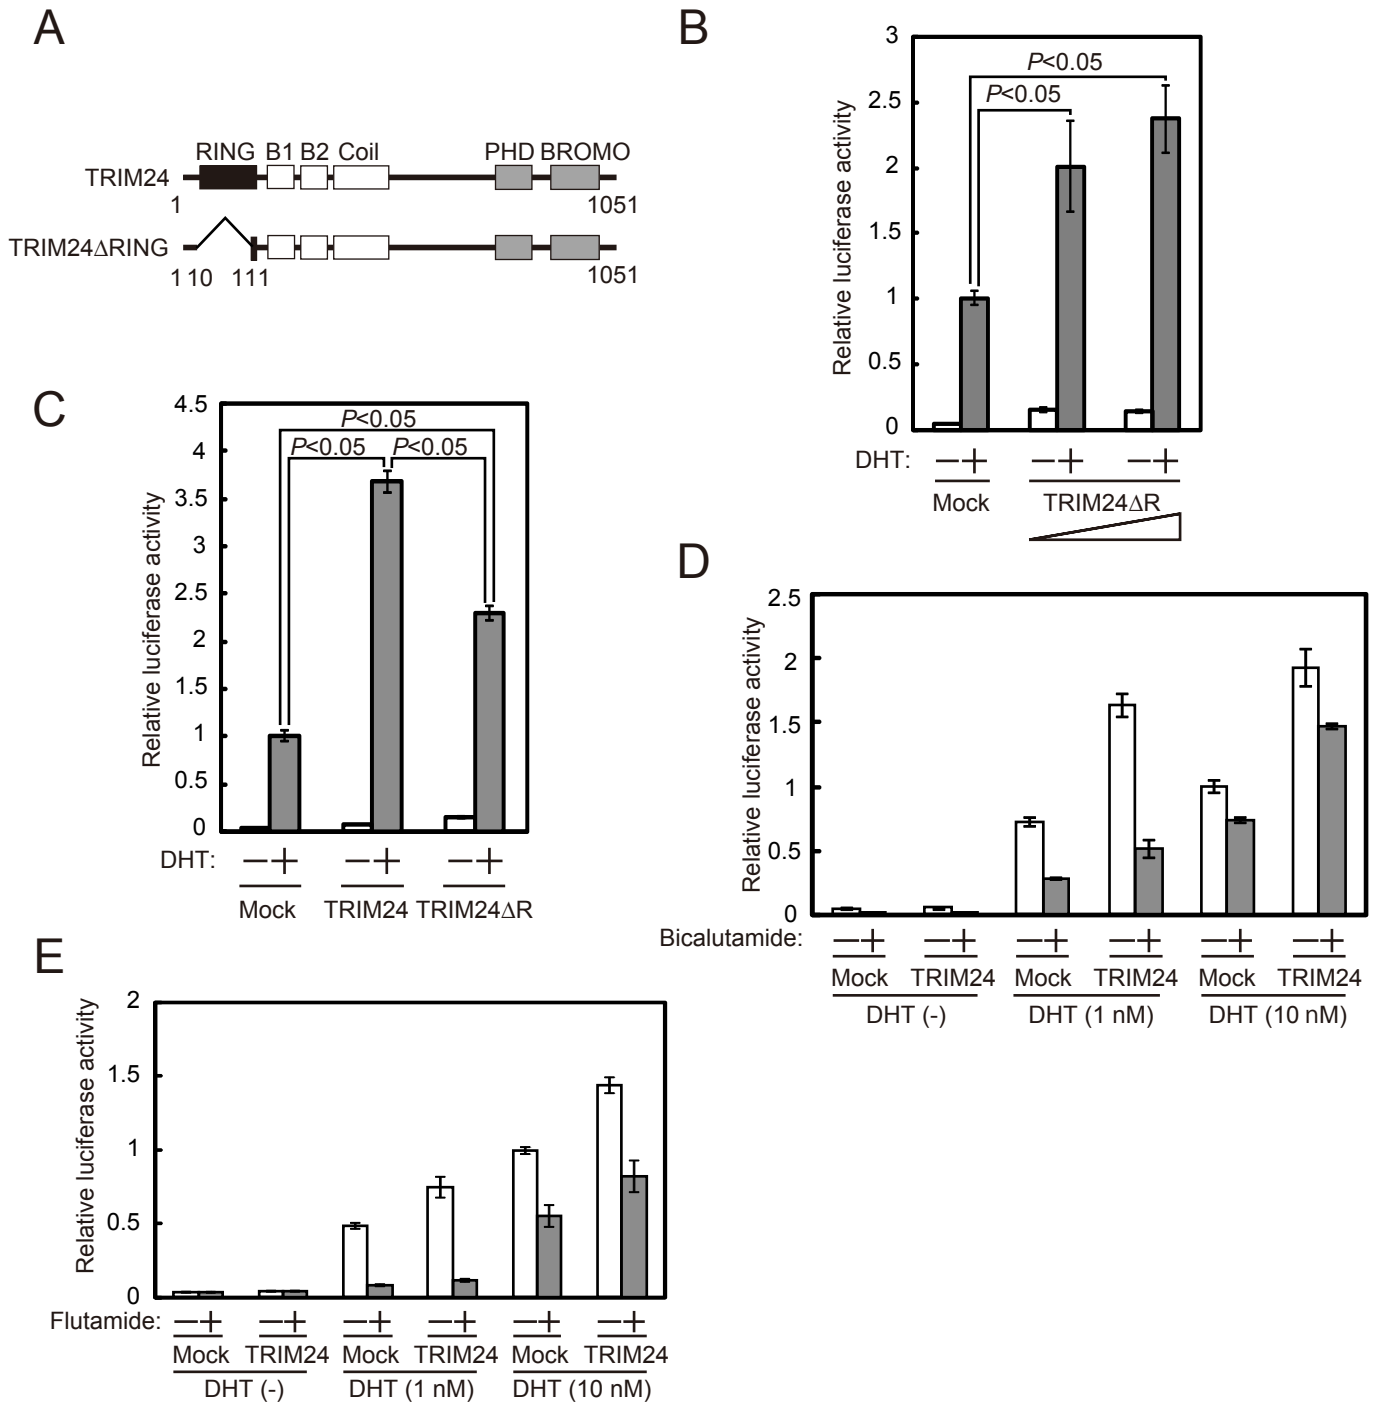 A
RING B1 B2 Coil PHD BROMO
TRIM24
1 1051
TRIM24ΔRING
1 10 111 1051
B
Relative luciferase activity
3
2.5
2
1.5
1
0.5
0
P<0.05
P<0.05
DHT: — + — + — +
Mock TRIM24ΔR
C
Relative luciferase activity
4.5
4
3.5
3
2.5
2
1.5
1
0.5
0
P<0.05
P<0.05 P<0.05
DHT: — + — + — +
Mock TRIM24 TRIM24ΔR
D
Relative luciferase activity
2.5
2
1.5
1
0.5
0
Bicalutamide: — + — + — + — + — + — +
Mock TRIM24 Mock TRIM24 Mock TRIM24
DHT (-) DHT (1 nM) DHT (10 nM)
E
Relative luciferase activity
2
1.5
1
0.5
0
Flutamide: — + — + — + — + — + — +
Mock TRIM24 Mock TRIM24 Mock TRIM24
DHT (-) DHT (1 nM) DHT (10 nM)